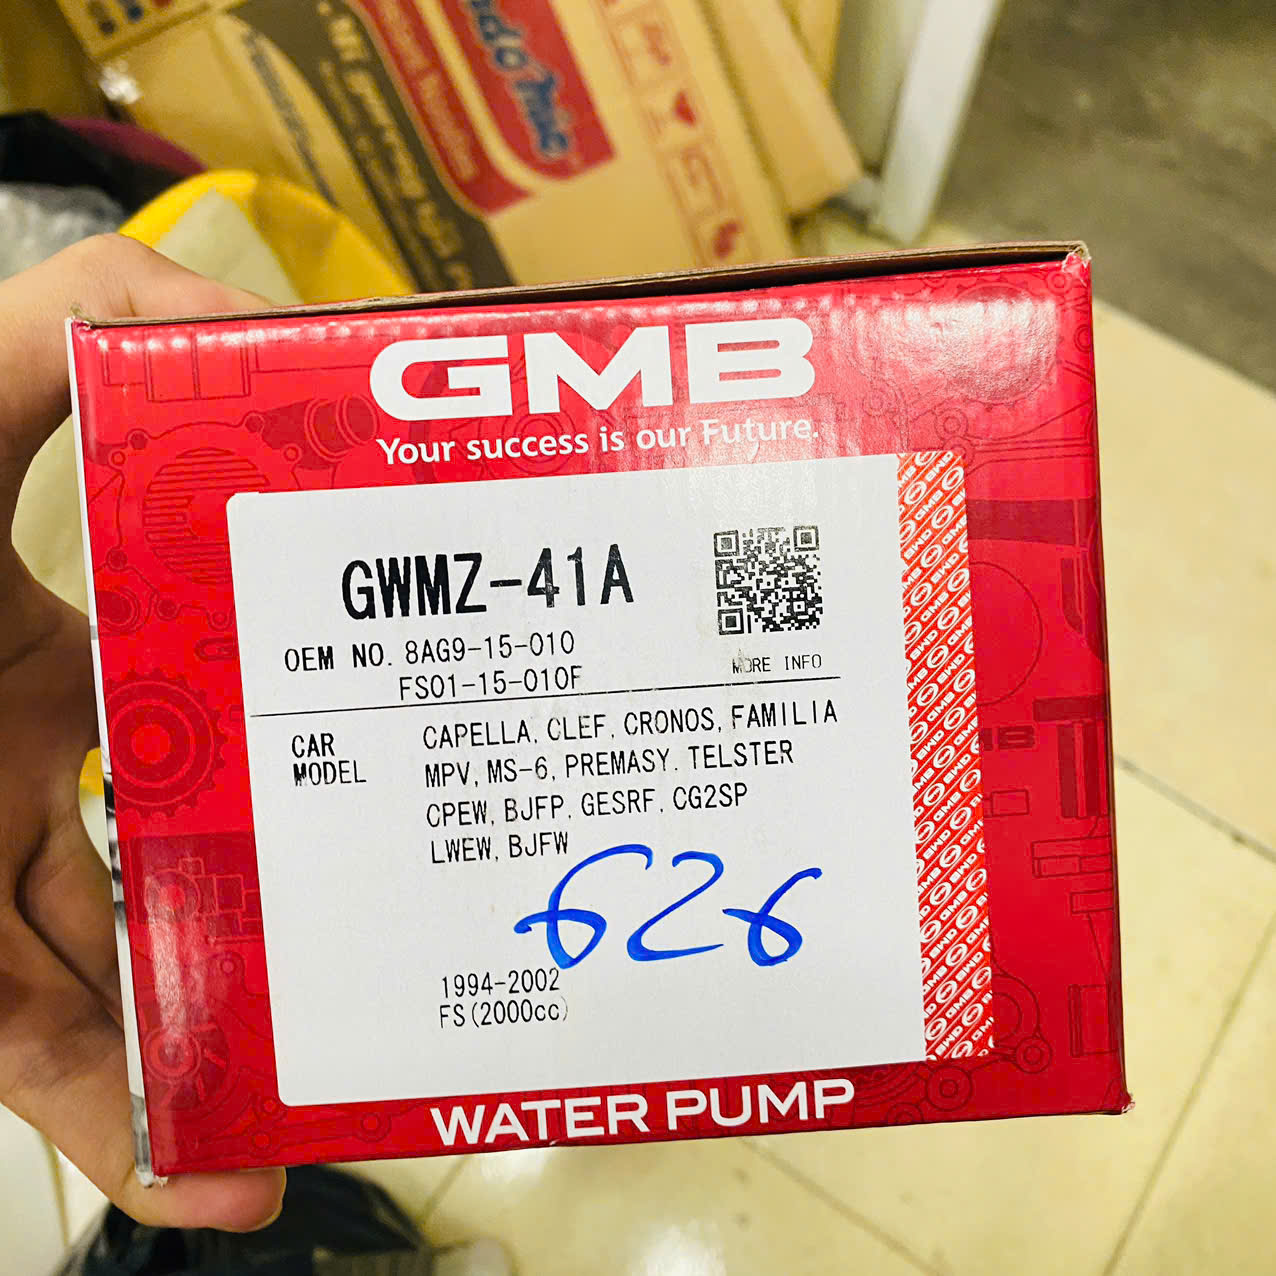 GMB
Your success is our Future.
GWMZ-41A
OEM NO. 8AG9-15-010
FS01-15-010F
MORE INFO
CAR MODEL
CAPELLA, CLEF, CRONOS, FAMILIA
MPV, MS-6, PREMASY. TELSTER
CPEW, BJFP, GESRF, CG2SP
LWEW, BJFW
626
1994-2002
FS(2000cc)
WATER PUMP